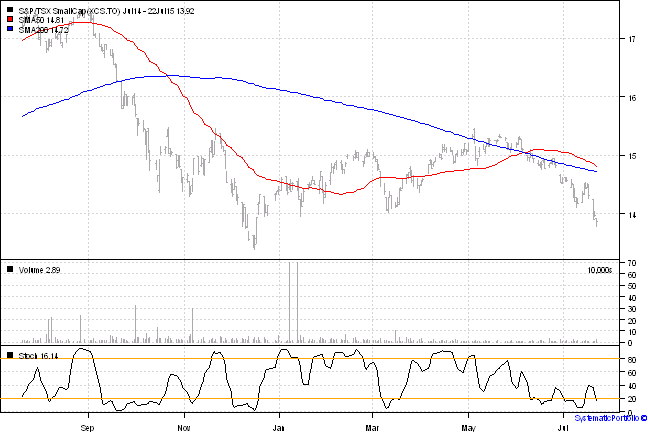 S&P/TSX SmallCap(XCS.TO) Jul14 - 22Jul15 13.92
SMA50 14.81
SMA200 14.72
17
16
15
14
Volume 2.89
10,000s
70
60
50
40
30
20
10
0
Stoch 16.14
80
60
40
20
0
Sep
Nov
Jan
Mar
May
Jul
SystematicPortfolio ©